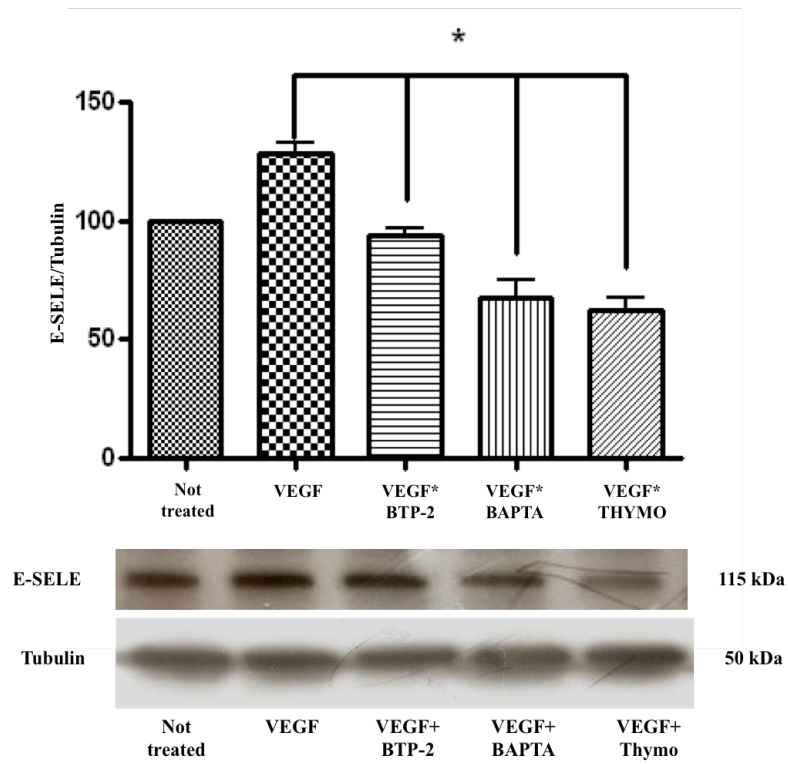 *
150
100
50
0
E-SELE/Tubulin
Not treated
VEGF
VEGF* BTP-2
VEGF* BAPTA
VEGF* THYMO
E-SELE
115 kDa
Tubulin
50 kDa
Not treated
VEGF
VEGF+ BTP-2
VEGF+ BAPTA
VEGF+ Thymo